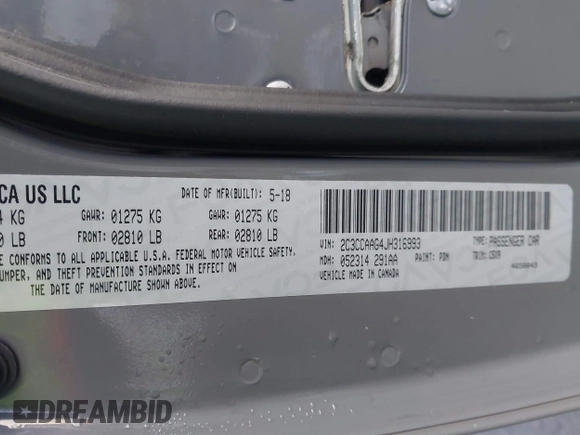 CA US LLC DATE OF MFR(BUILT): 5-18
KG GAWR: 01275 KG GAWR: 01275 KG
LB FRONT: 02810 LB REAR: 02810 LB
E CONFORMS TO ALL APPLICABLE U.S.A. FEDERAL MOTOR VEHICLE SAFETY,
UMPER, AND THEFT PREVENTION STANDARDS IN EFFECT ON
THE DATE OF MANUFACTURE SHOWN ABOVE.
VIN: 2C3CCAAG4JH316993 TYPE: PASSENGER CAR
MDH: 052314 291AA PAINT: PDN TRIM:
VEHICLE MADE IN CANADA
DREAMBID